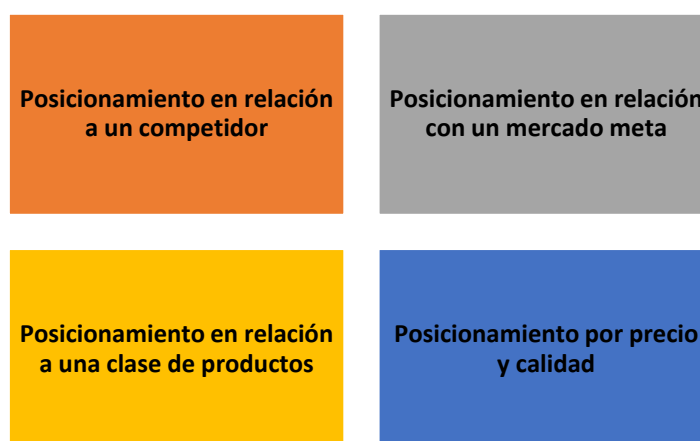 Posicionamiento en relación
a un competidor
Posicionamiento en relación
con un mercado meta
Posicionamiento en relación
a una clase de productos
Posicionamiento por precio
y calidad